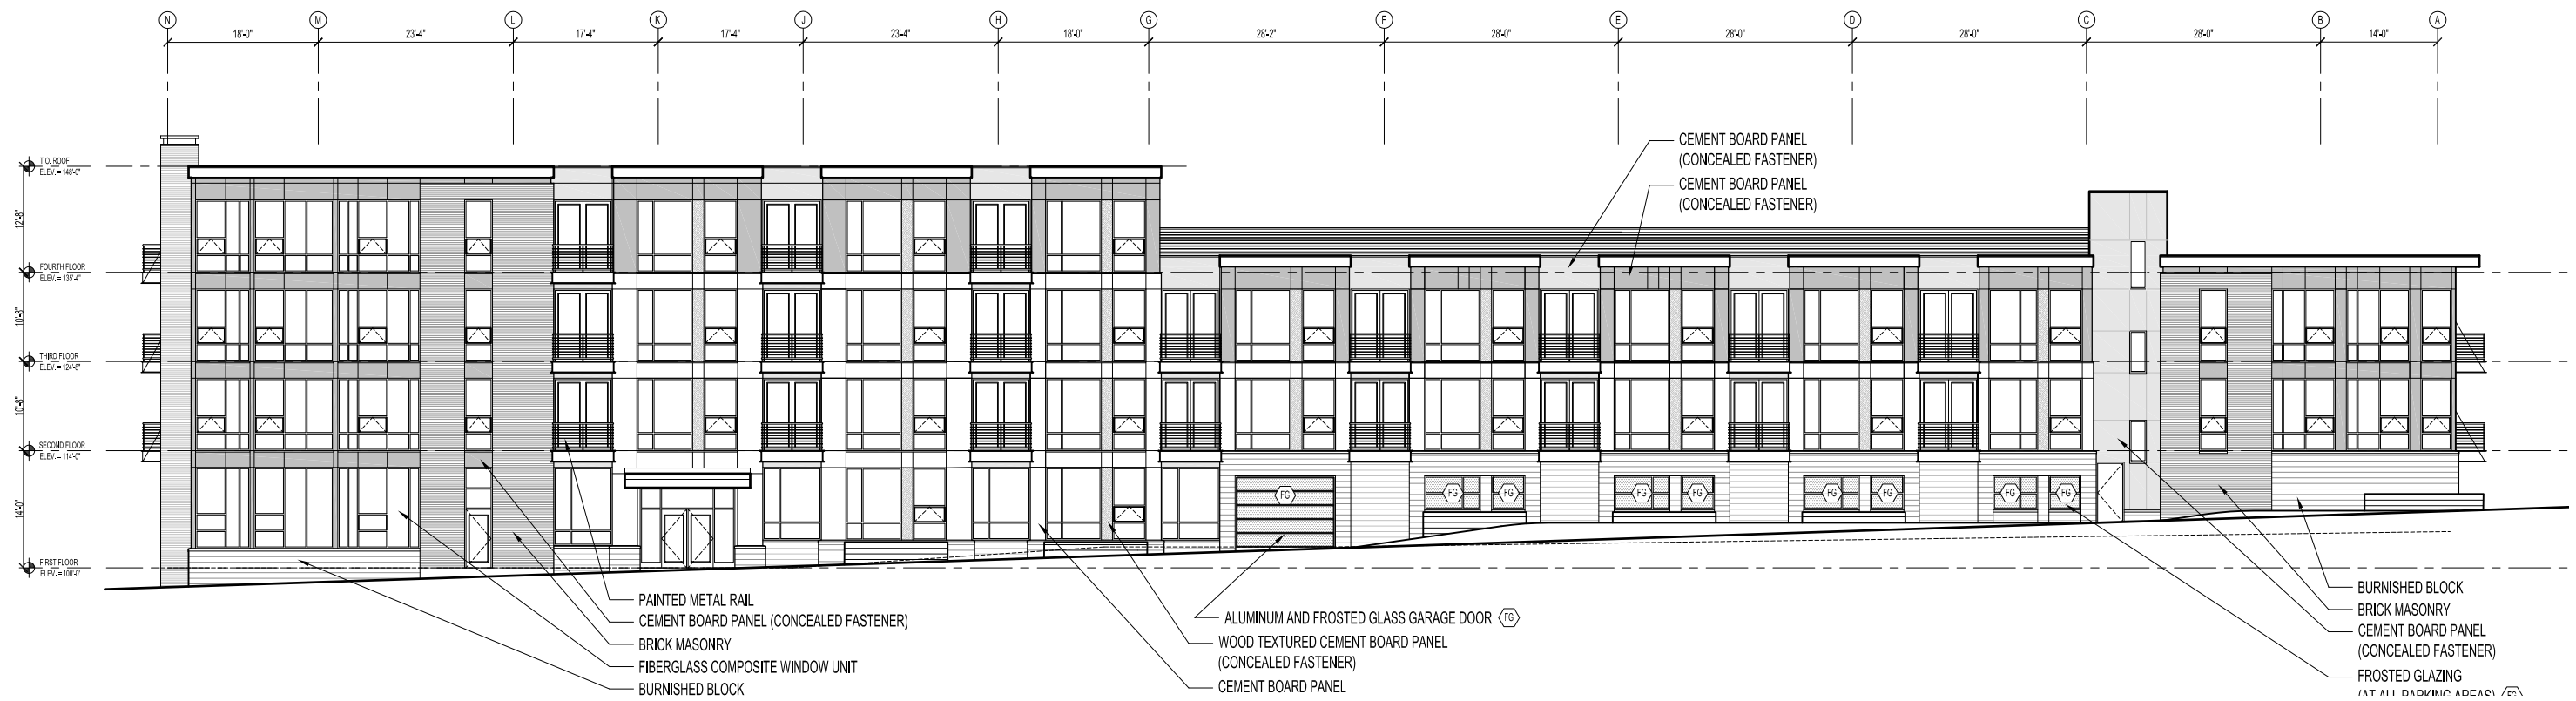 N M L K J H G F E D C B A
18'-0" 23'-4" 17'-4" 17'-4" 23'-4" 18'-0" 28'-2" 28'-0" 28'-0" 28'-0" 28'-0" 14'-0"
T.O. ROOF
ELEV. = 148'-0"
12'-8"
FOURTH FLOOR
ELEV. = 135'-4"
10'-8"
THIRD FLOOR
ELEV. = 124'-8"
10'-8"
SECOND FLOOR
ELEV. = 114'-0"
14'-0"
FIRST FLOOR
ELEV. = 100'-0"
CEMENT BOARD PANEL
(CONCEALED FASTENER)
CEMENT BOARD PANEL
(CONCEALED FASTENER)
FG FG FG FG FG FG FG FG FG
PAINTED METAL RAIL
CEMENT BOARD PANEL (CONCEALED FASTENER)
BRICK MASONRY
FIBERGLASS COMPOSITE WINDOW UNIT
BURNISHED BLOCK
ALUMINUM AND FROSTED GLASS GARAGE DOOR FG
WOOD TEXTURED CEMENT BOARD PANEL
(CONCEALED FASTENER)
CEMENT BOARD PANEL
BURNISHED BLOCK
BRICK MASONRY
CEMENT BOARD PANEL
(CONCEALED FASTENER)
FROSTED GLAZING
(AT ALL PARKING AREAS) FG